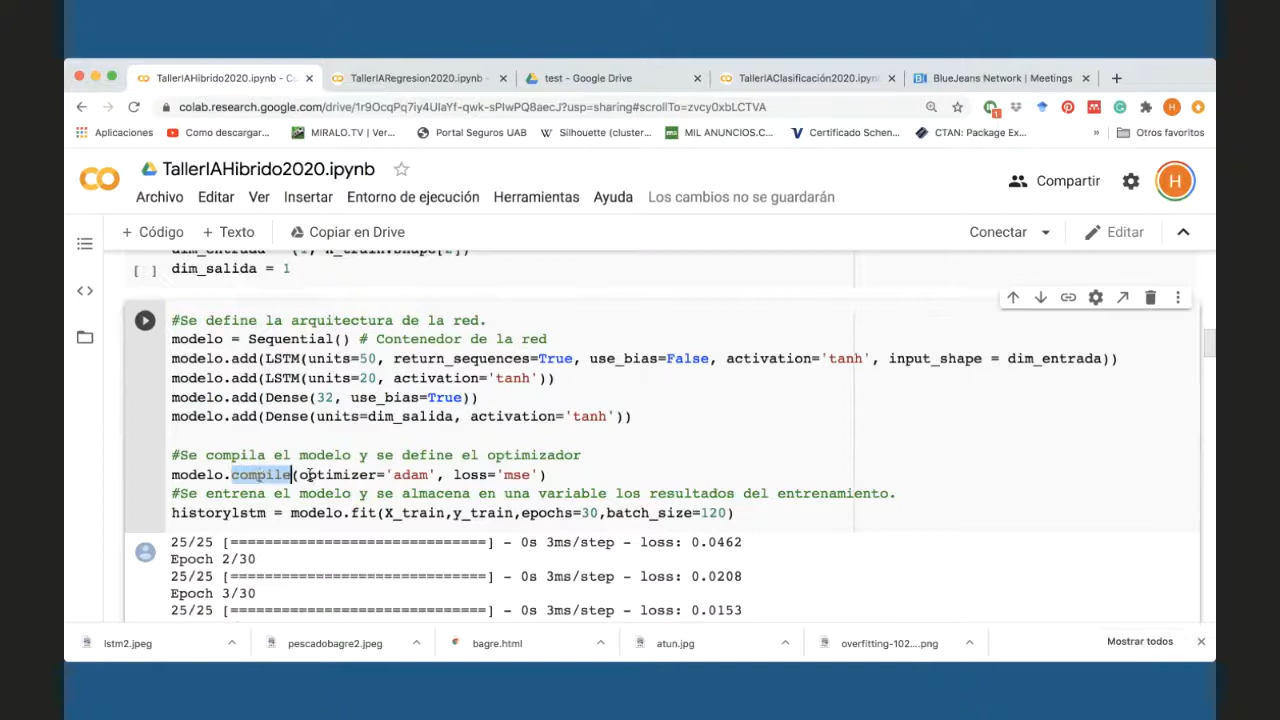 TallerIAHibrido2020.ipynb - Co
TallerIARegresion2020.ipynb -
test - Google Drive
TallerIAClasificación2020.ipynb
BlueJeans Network | Meetings
colab.research.google.com/drive/1r9OcqPq7iy4UIaYf-qwk-sPIwPQ8aecJ?usp=sharing#scrollTo=zvcy0xbLCTVA
Aplicaciones
Como descargar...
MIRALO.TV | Ver...
Portal Seguros UAB
Silhouette (cluster...
MIL ANUNCIOS.C...
Certificado Schen...
CTAN: Package Ex...
»
Otros favoritos
TallerIAHibrido2020.ipynb
Compartir
H
Archivo Editar Ver Insertar Entorno de ejecución Herramientas Ayuda Los cambios no se guardarán
+ Código + Texto Copiar en Drive Conectar Editar
[ ] dim_salida = 1
#Se define la arquitectura de la red.
modelo = Sequential() # Contenedor de la red
modelo.add(LSTM(units=50, return_sequences=True, use_bias=False, activation='tanh', input_shape = dim_entrada))
modelo.add(LSTM(units=20, activation='tanh'))
modelo.add(Dense(32, use_bias=True))
modelo.add(Dense(units=dim_salida, activation='tanh'))
#Se compila el modelo y se define el optimizador
modelo.compile(optimizer='adam', loss='mse')
#Se entrena el modelo y se almacena en una variable los resultados del entrenamiento.
historylstm = modelo.fit(X_train,y_train,epochs=30,batch_size=120)
25/25 [==============================] - 0s 3ms/step - loss: 0.0462
Epoch 2/30
25/25 [==============================] - 0s 3ms/step - loss: 0.0208
Epoch 3/30
25/25 [==============================] - 0s 3ms/step - loss: 0.0153
lstm2.jpeg
pescadobagre2.jpeg
bagre.html
atun.jpg
overfitting-102....png
Mostrar todos